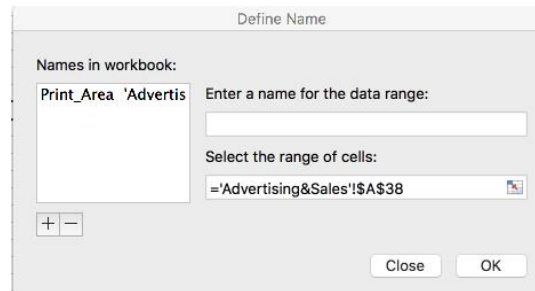 Define Name
Names in workbook:
Print_Area 'Advertis
Enter a name for the data range:
Select the range of cells:
='Advertising&Sales'!$A$38
+ −
Close OK